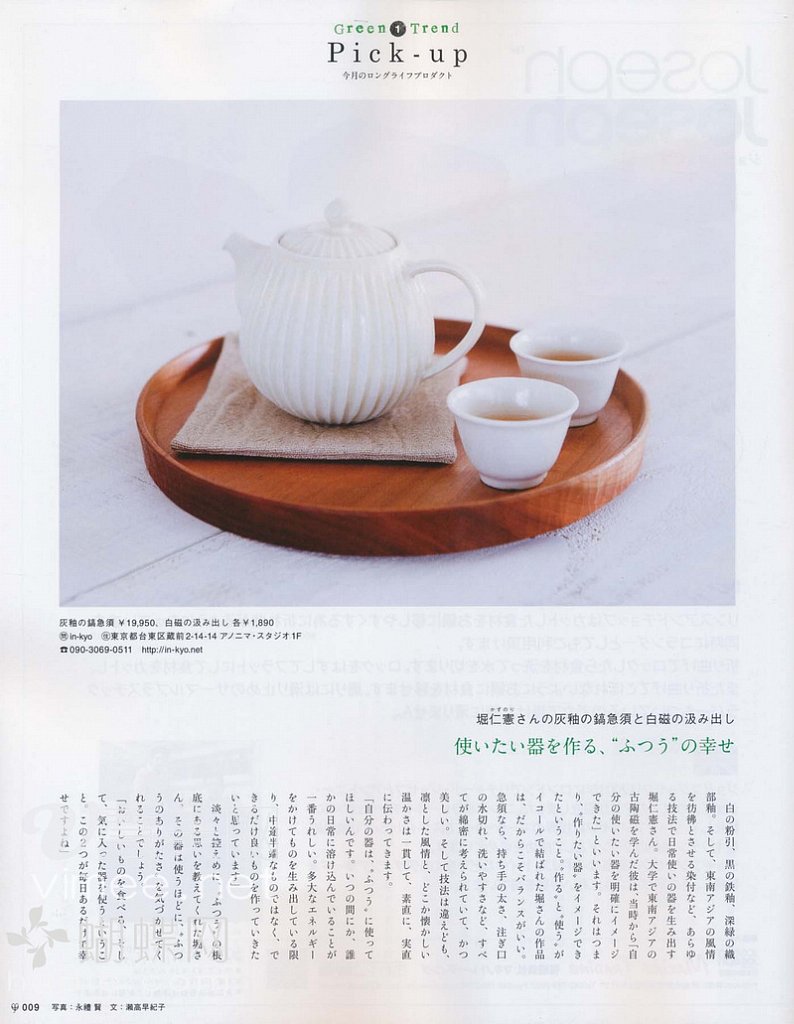 Green 1 Trend
Pick-up
今月のロングライフプロダクト
灰釉の鎬急須 ￥19,950、白磁の汲み出し 各￥1,890
in-kyo 東京都台東区蔵前2-14-14 アノニマ・スタジオ1F
☎090-3069-0511 http://in-kyo.net
堀仁憲さんの灰釉の鎬急須と白磁の汲み出し
かずのり
使いたい器を作る、“ふつう”の幸せ
白の粉引、黒の鉄釉、深緑の織
部釉。そして、東南アジアの風情
を彷彿とさせる染付など、あらゆ
る技法で日常使いの器を生み出す
堀仁憲さん。大学で東南アジアの
古陶磁を学んだ彼は、当時から「自
分の使いたい器を明確にイメージ
できた」といいます。それはつま
り、“作りたい器”をイメージでき
たということ。“作る”と“使う”が
イコールで結ばれた堀さんの作品
は、だからこそバランスがいい。
急須なら、持ち手の太さ、注ぎ口
の水切れ、洗いやすさなど、すべ
てが綿密に考えられていて、かつ
美しい。そして技法は違えども、
凛とした風情と、どこか懐かしい
温かさは一貫して、素直に、実直
に伝わってきます。
「自分の器は、“ふつう”に使って
ほしいんです。いつの間にか、誰
かの日常に溶け込んでいることが
一番うれしい。多大なエネルギー
をかけてものを生み出している限
り、中途半端なものではなく、で
きるだけ良いものを作っていきた
いと思っています」
淡々と控えめ、“ふつう”の根
底にある思いを教えてくれた堀さ
ん。その器は使うほどに、“ふつ
うのありがたさ”を気づかせてく
れることでしょう。
「おいしいものを食べる、そし
て、気に入った器を使うというこ
と。この2つが毎日あるだけで幸
せですよね」
009 写真：永禮 賢 文：瀬高早紀子